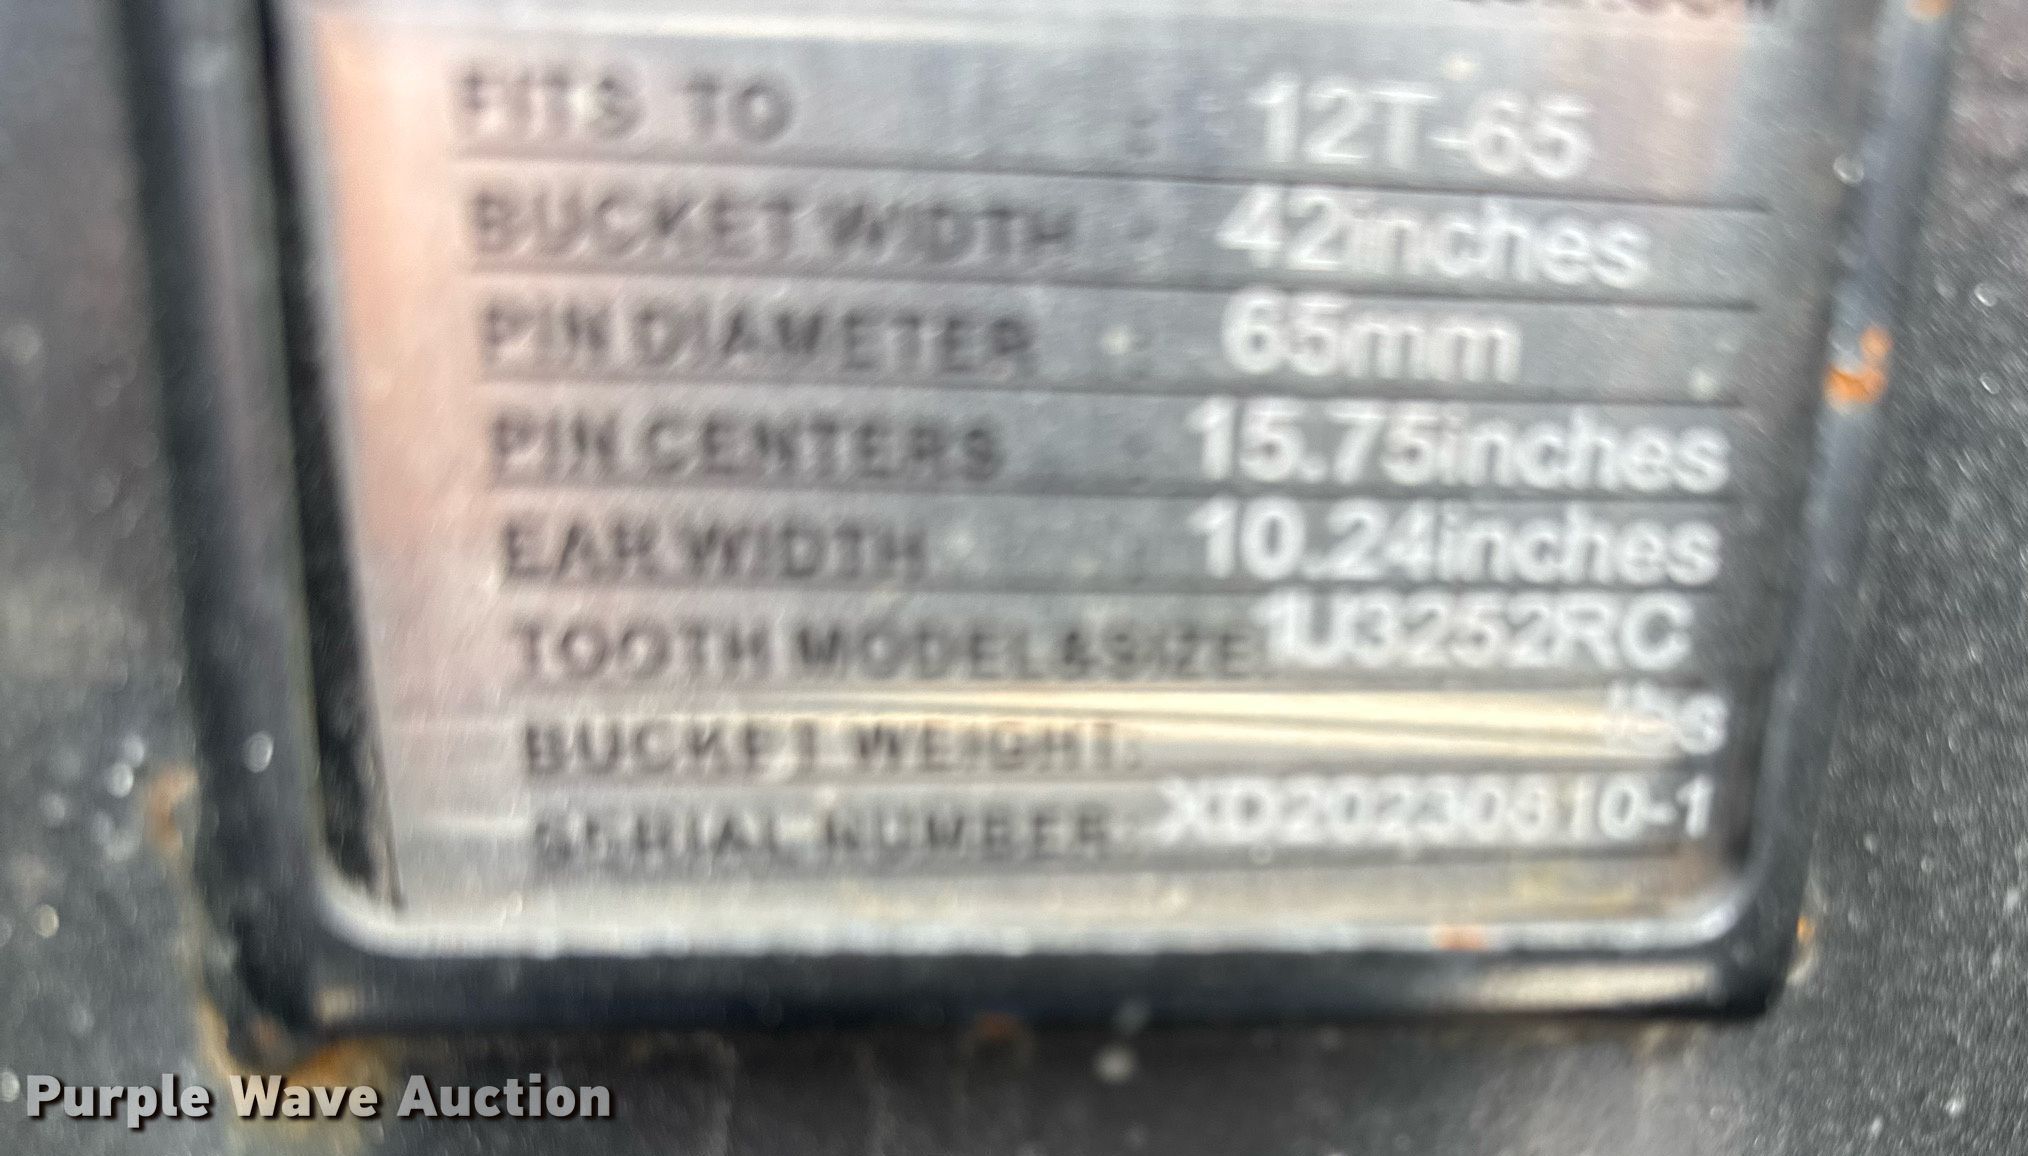 FITS TO : 12T-65
BUCKET WIDTH : 42inches
PIN DIAMETER : 65mm
PIN CENTERS : 15.75inches
EAR WIDTH : 10.24inches
TOOTH MODEL&SIZE: 1U3252RC
BUCKET WEIGHT: lbs
SERIAL NUMBER: XD20230610-1
Purple Wave Auction